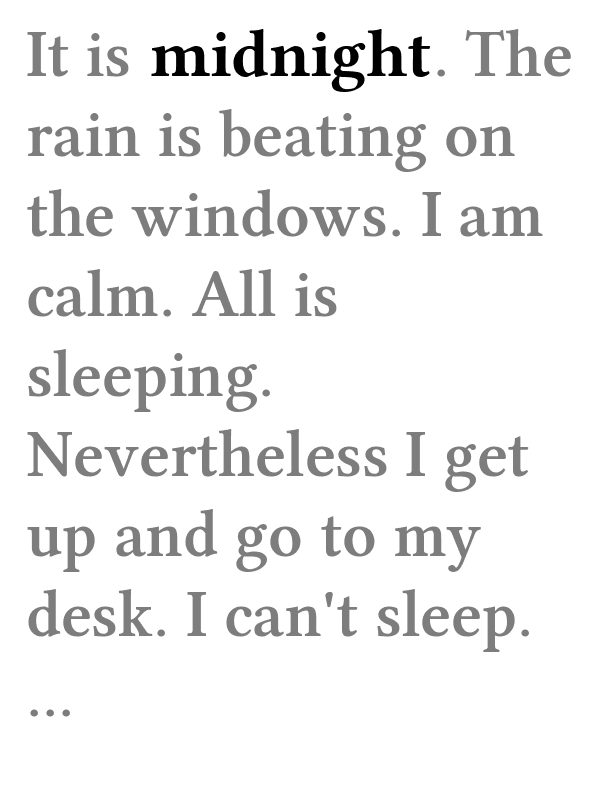 It is midnight. The
rain is beating on
the windows. I am
calm. All is
sleeping.
Nevertheless I get
up and go to my
desk. I can't sleep.
...